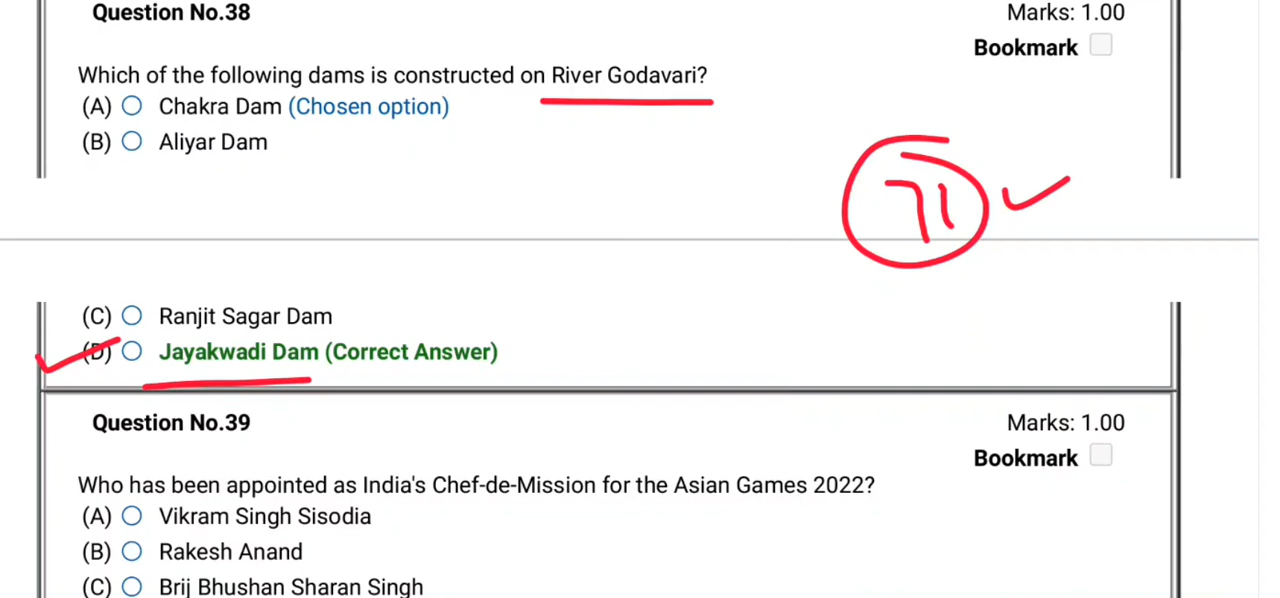 Question No.38
Marks: 1.00
Bookmark
Which of the following dams is constructed on River Godavari?
(A) Chakra Dam (Chosen option)
(B) Aliyar Dam
71
(C) Ranjit Sagar Dam
(D) Jayakwadi Dam (Correct Answer)
Question No.39
Marks: 1.00
Bookmark
Who has been appointed as India's Chef-de-Mission for the Asian Games 2022?
(A) Vikram Singh Sisodia
(B) Rakesh Anand
(C) Brij Bhushan Sharan Singh